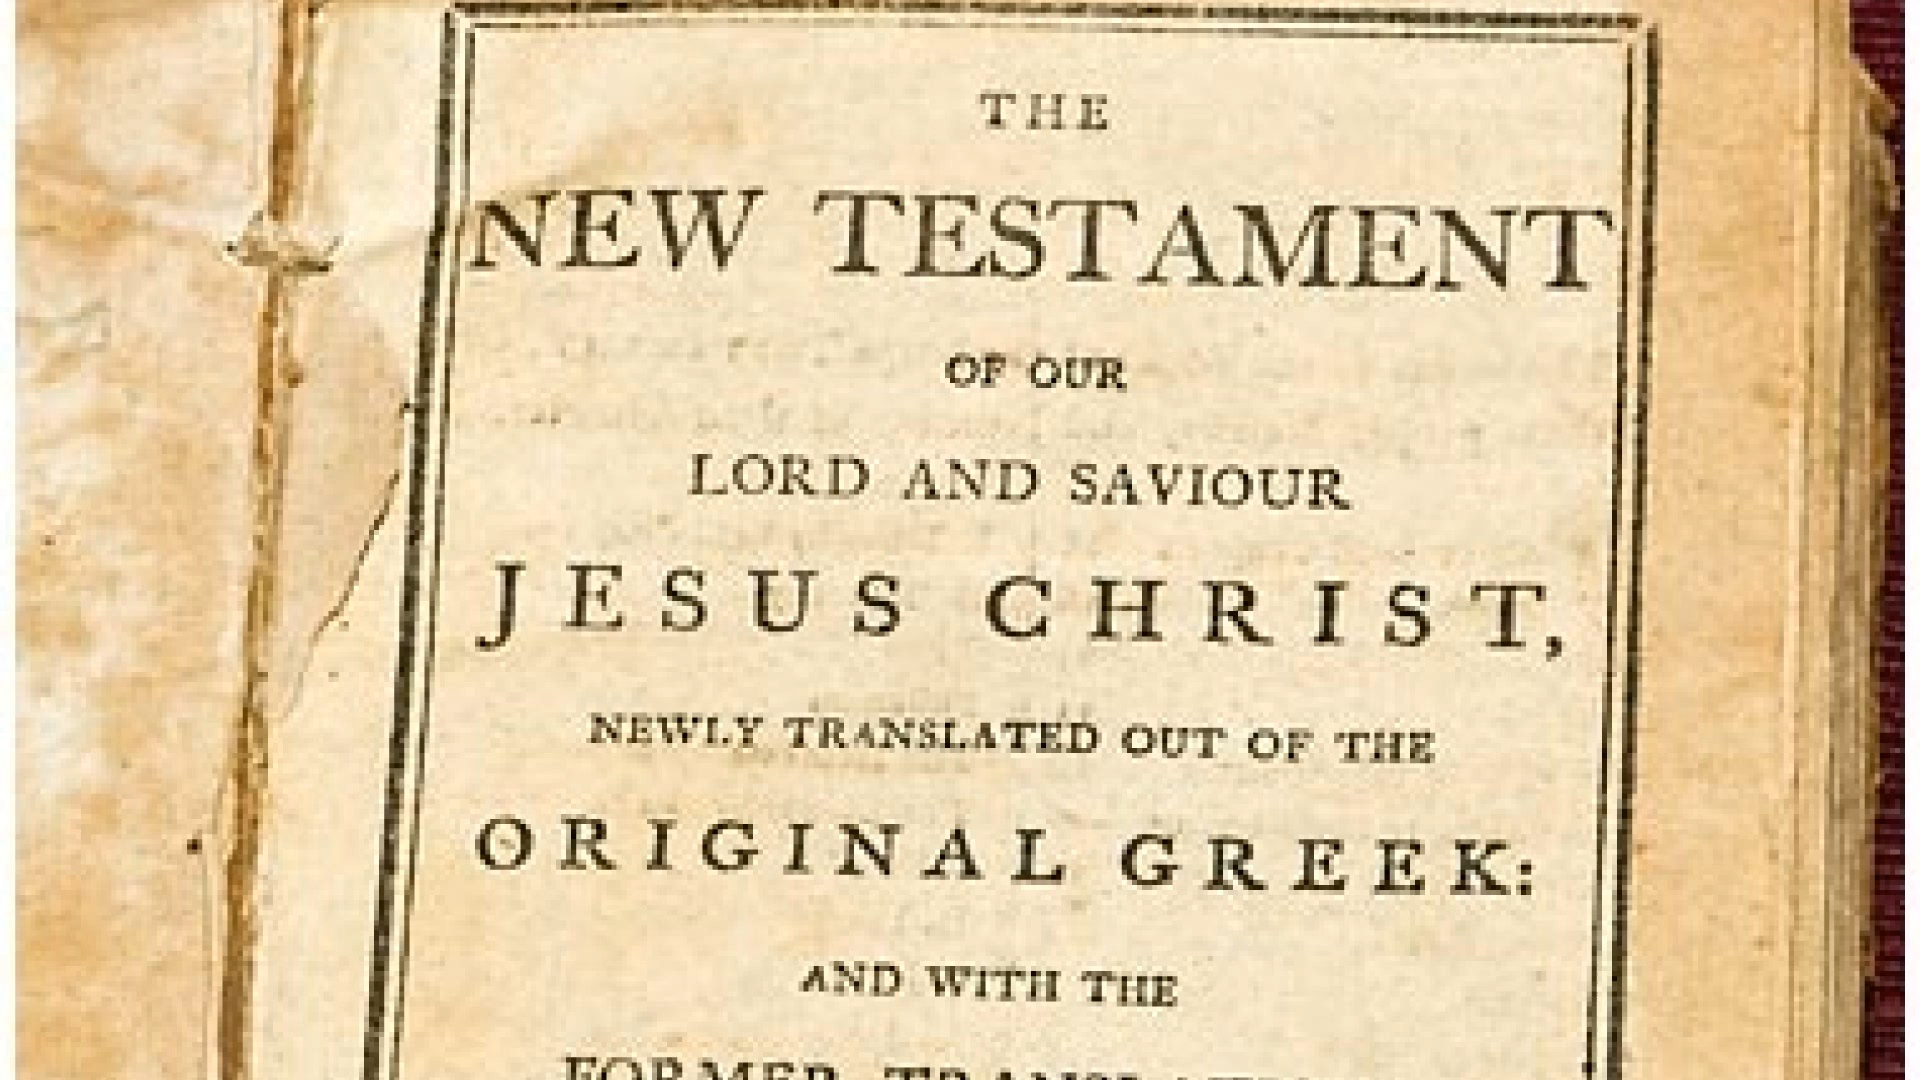 THE
NEW TESTAMENT
OF OUR
LORD AND SAVIOUR
JESUS CHRIST,
NEWLY TRANSLATED OUT OF THE
ORIGINAL GREEK:
AND WITH THE
FORMER